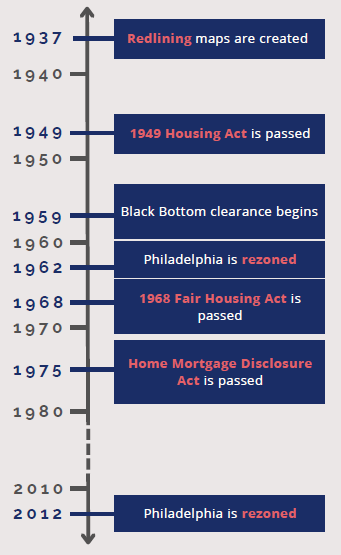 1937
Redlining maps are created
1940
1949
1949 Housing Act is passed
1950
1959
Black Bottom clearance begins
1960
1962
Philadelphia is rezoned
1968
1968 Fair Housing Act is
passed
1970
1975
Home Mortgage Disclosure
Act is passed
1980
2010
2012
Philadelphia is rezoned